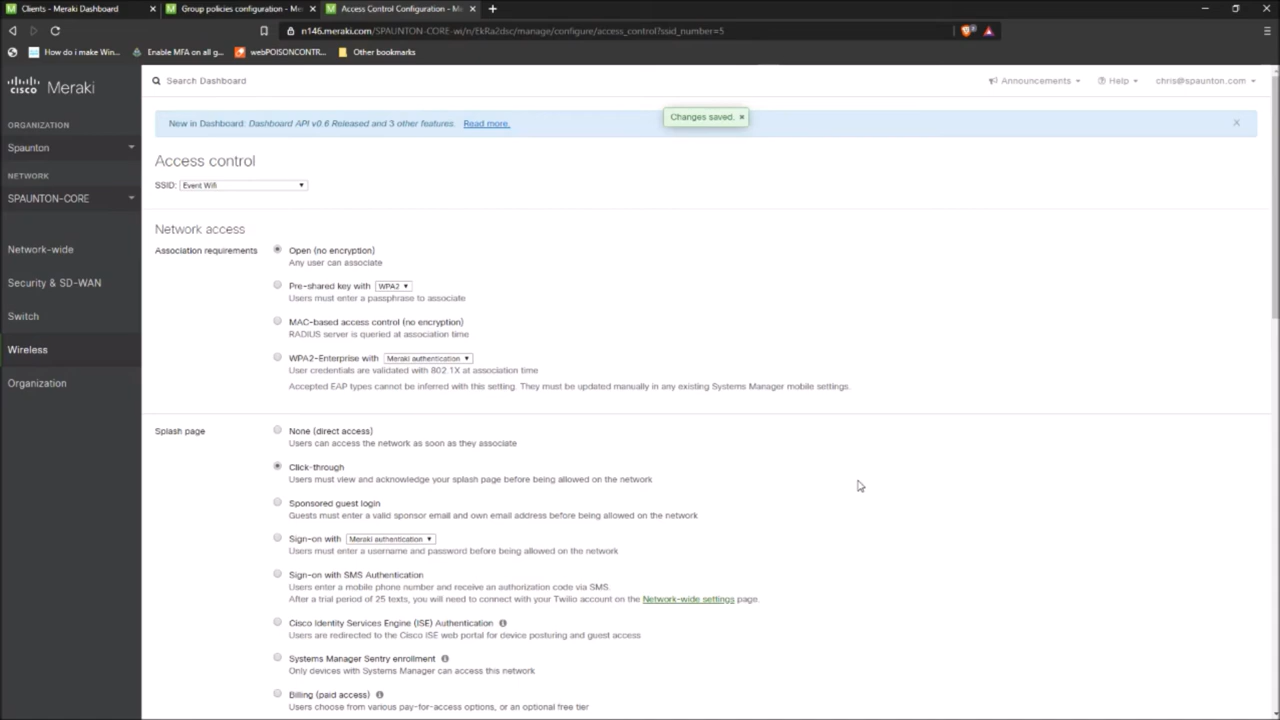 Clients - Meraki Dashboard
Group policies configuration - Me
Access Control Configuration - Me
n146.meraki.com/SPAUNTON-CORE-wi/n/EkRa2dsc/manage/configure/access_control?ssid_number=5
How do i make Win...
Enable MFA on all g...
webPOISONCONTR...
Other bookmarks
CISCO Meraki
Search Dashboard
Announcements
Help
chris@spaunton.com
New in Dashboard: Dashboard API v0.6 Released and 3 other features. Read more.
Changes saved.
ORGANIZATION
Spaunton
NETWORK
SPAUNTON-CORE
Network-wide
Security & SD-WAN
Switch
Wireless
Organization
Access control
SSID: Event Wifi
Network access
Association requirements
Open (no encryption)
Any user can associate
Pre-shared key with WPA2
Users must enter a passphrase to associate
MAC-based access control (no encryption)
RADIUS server is queried at association time
WPA2-Enterprise with Meraki authentication
User credentials are validated with 802.1X at association time
Accepted EAP types cannot be inferred with this setting. They must be updated manually in any existing Systems Manager mobile settings.
Splash page
None (direct access)
Users can access the network as soon as they associate
Click-through
Users must view and acknowledge your splash page before being allowed on the network
Sponsored guest login
Guests must enter a valid sponsor email and own email address before being allowed on the network
Sign-on with Meraki authentication
Users must enter a username and password before being allowed on the network
Sign-on with SMS Authentication
Users enter a mobile phone number and receive an authorization code via SMS.
After a trial period of 25 texts, you will need to connect with your Twilio account on the Network-wide settings page.
Cisco Identity Services Engine (ISE) Authentication
Users are redirected to the Cisco ISE web portal for device posturing and guest access
Systems Manager Sentry enrollment
Only devices with Systems Manager can access this network
Billing (paid access)
Users choose from various pay-for-access options, or an optional free tier